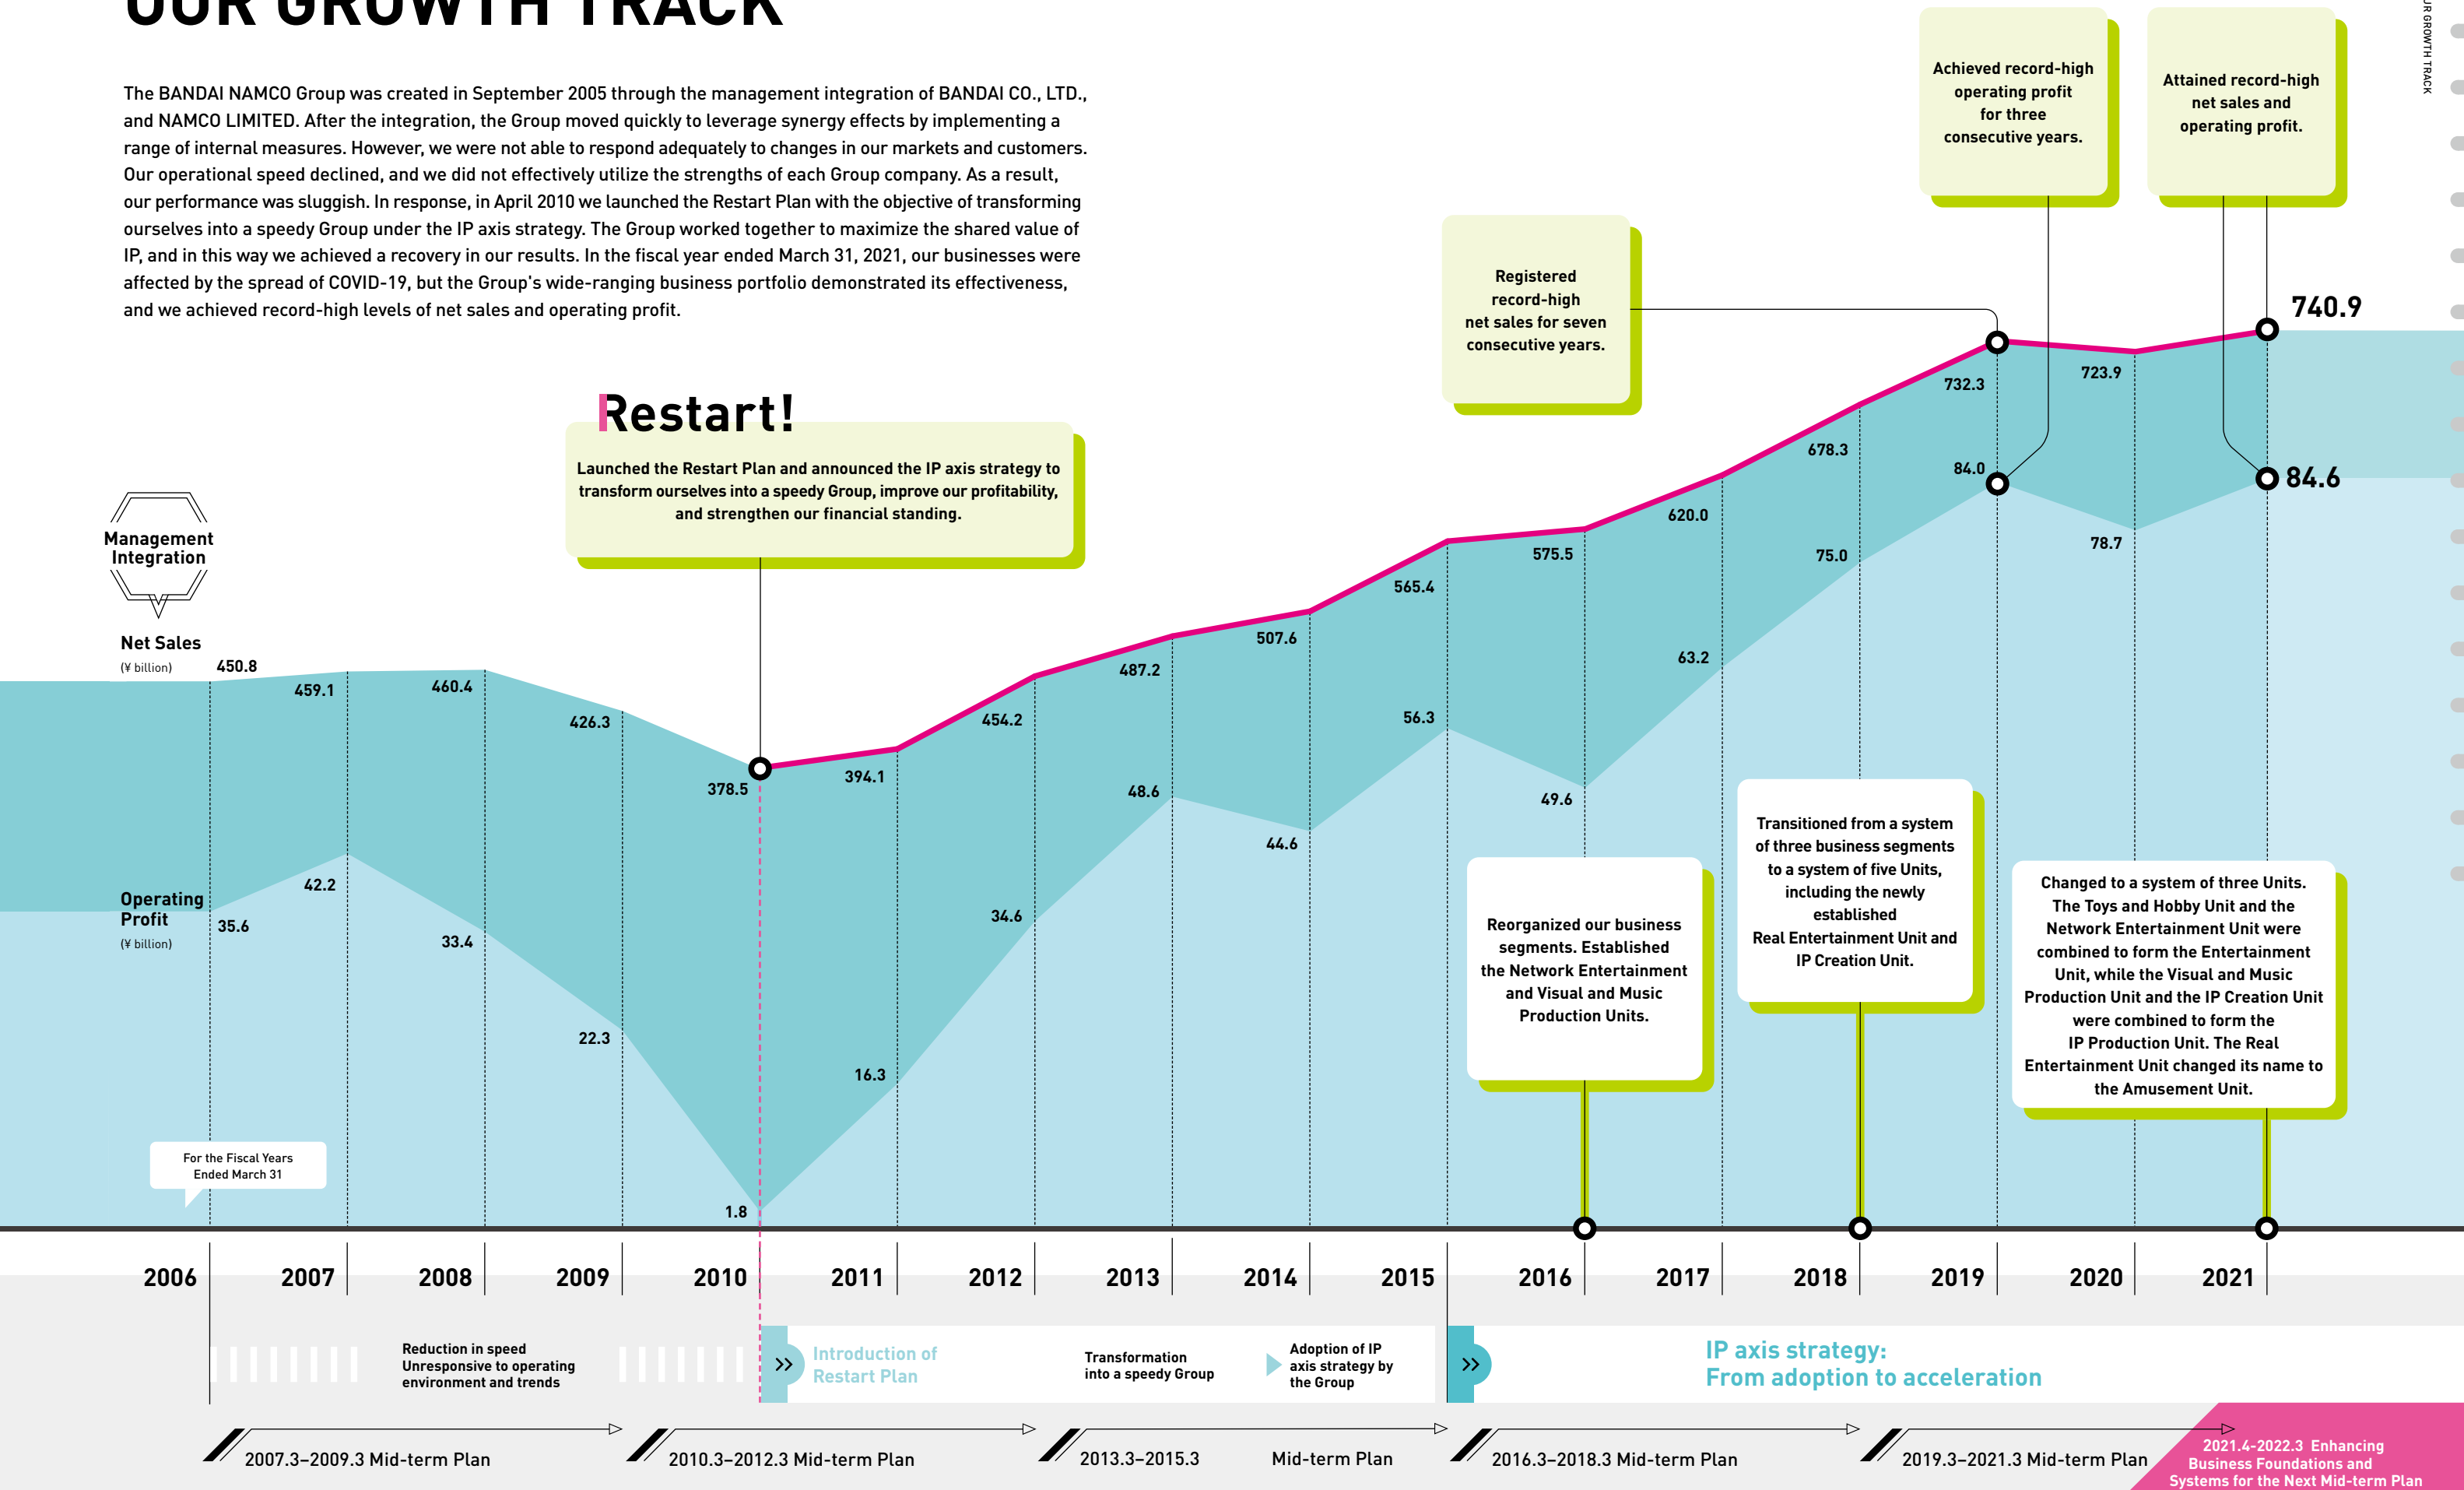 OUR GROWTH TRACK
The BANDAI NAMCO Group was created in September 2005 through the management integration of BANDAI CO., LTD.,
and NAMCO LIMITED. After the integration, the Group moved quickly to leverage synergy effects by implementing a
range of internal measures. However, we were not able to respond adequately to changes in our markets and customers.
Our operational speed declined, and we did not effectively utilize the strengths of each Group company. As a result,
our performance was sluggish. In response, in April 2010 we launched the Restart Plan with the objective of transforming
ourselves into a speedy Group under the IP axis strategy. The Group worked together to maximize the shared value of
IP, and in this way we achieved a recovery in our results. In the fiscal year ended March 31, 2021, our businesses were
affected by the spread of COVID-19, but the Group's wide-ranging business portfolio demonstrated its effectiveness,
and we achieved record-high levels of net sales and operating profit.
UR GROWTH TRACK
Achieved record-high
operating profit
for three
consecutive years.
Attained record-high
net sales and
operating profit.
Registered
record-high
net sales for seven
consecutive years.
Restart!
Launched the Restart Plan and announced the IP axis strategy to
transform ourselves into a speedy Group, improve our profitability,
and strengthen our financial standing.
Management
Integration
Net Sales
(¥ billion)
450.8
459.1
460.4
426.3
378.5
394.1
454.2
487.2
507.6
565.4
575.5
620.0
678.3
732.3
723.9
740.9
Operating
Profit
(¥ billion)
35.6
42.2
33.4
22.3
1.8
16.3
34.6
48.6
44.6
56.3
49.6
63.2
75.0
84.0
78.7
84.6
Reorganized our business
segments. Established
the Network Entertainment
and Visual and Music
Production Units.
Transitioned from a system
of three business segments
to a system of five Units,
including the newly
established
Real Entertainment Unit and
IP Creation Unit.
Changed to a system of three Units.
The Toys and Hobby Unit and the
Network Entertainment Unit were
combined to form the Entertainment
Unit, while the Visual and Music
Production Unit and the IP Creation Unit
were combined to form the
IP Production Unit. The Real
Entertainment Unit changed its name to
the Amusement Unit.
For the Fiscal Years
Ended March 31
2006 2007 2008 2009 2010 2011 2012 2013 2014 2015 2016 2017 2018 2019 2020 2021
Reduction in speed
Unresponsive to operating
environment and trends
Introduction of
Restart Plan
Transformation
into a speedy Group
Adoption of IP
axis strategy by
the Group
IP axis strategy:
From adoption to acceleration
2007.3–2009.3 Mid-term Plan
2010.3–2012.3 Mid-term Plan
2013.3–2015.3 Mid-term Plan
2016.3–2018.3 Mid-term Plan
2019.3–2021.3 Mid-term Plan
2021.4-2022.3 Enhancing
Business Foundations and
Systems for the Next Mid-term Plan